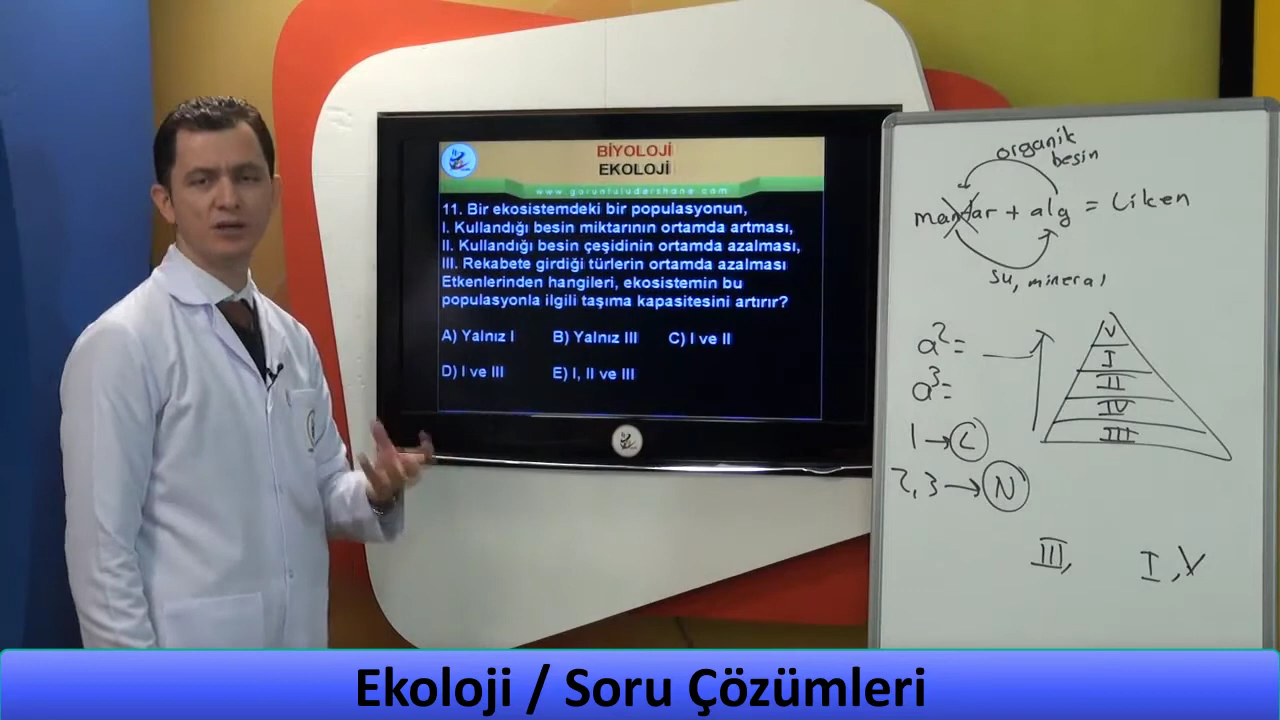 BİYOLOJİ
EKOLOJİ
www.goruntuludershane.com
11. Bir ekosistemdeki bir populasyonun,
I. Kullandığı besin miktarının ortamda artması,
II. Kullandığı besin çeşidinin ortamda azalması,
III. Rekabete girdiği türlerin ortamda azalması
Etkenlerinden hangileri, ekosistemin bu
populasyonla ilgili taşıma kapasitesini artırır?
A) Yalnız I B) Yalnız III C) I ve II
D) I ve III E) I, II ve III
organik
besin
mantar + alg = Liken
su, mineral
a²=
a³=
1→C
2,3→N
V
I
II
IV
III
III, I, V
Ekoloji / Soru Çözümleri